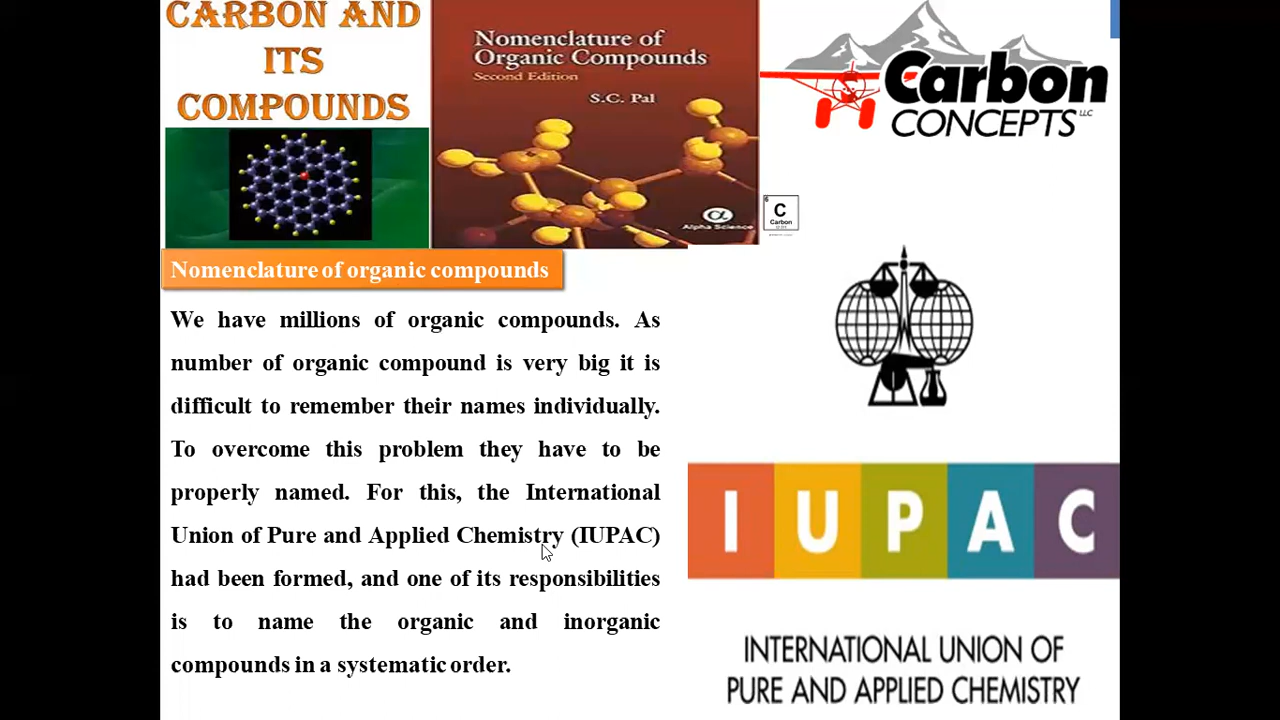 CARBON AND
ITS
COMPOUNDS
Nomenclature of
Organic Compounds
Second Edition
S.C. Pal
α
Alpha Science
Carbon
CONCEPTS LLC
6
C
Carbon
Nomenclature of organic compounds
We have millions of organic compounds. As
number of organic compound is very big it is
difficult to remember their names individually.
To overcome this problem they have to be
properly named. For this, the International
Union of Pure and Applied Chemistry (IUPAC)
had been formed, and one of its responsibilities
is to name the organic and inorganic
compounds in a systematic order.
IUPAC
INTERNATIONAL UNION OF
PURE AND APPLIED CHEMISTRY